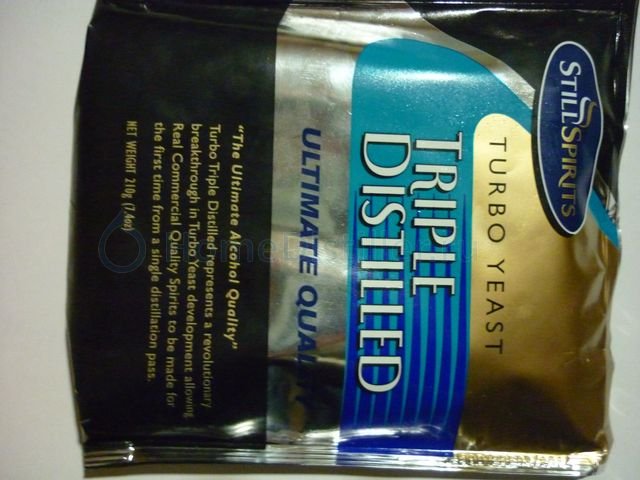 STILL SPIRITS
TURBO YEAST
TRIPLE
DISTILLED
ULTIMATE QUALITY
"The Ultimate Alcohol Quality"
Turbo Triple Distilled represents a revolutionary
breakthrough in Turbo Yeast development allowing
Real Commercial Quality Spirits to be made for
the first time from a single distillation pass.
NET WEIGHT 210g (7.4oz)